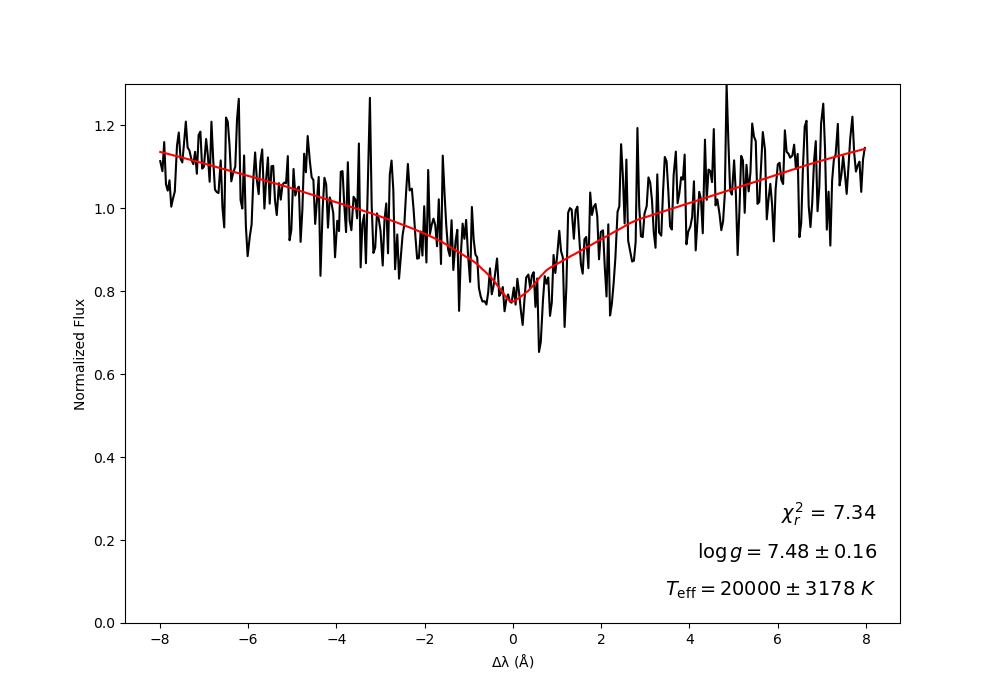 1.2
1.0
0.8
0.6
0.4
0.2
0.0
Normalized Flux
χ²ᵣ = 7.34
log g = 7.48 ± 0.16
T_eff = 20000 ± 3178 K
−8 −6 −4 −2 0 2 4 6 8
Δλ (Å)